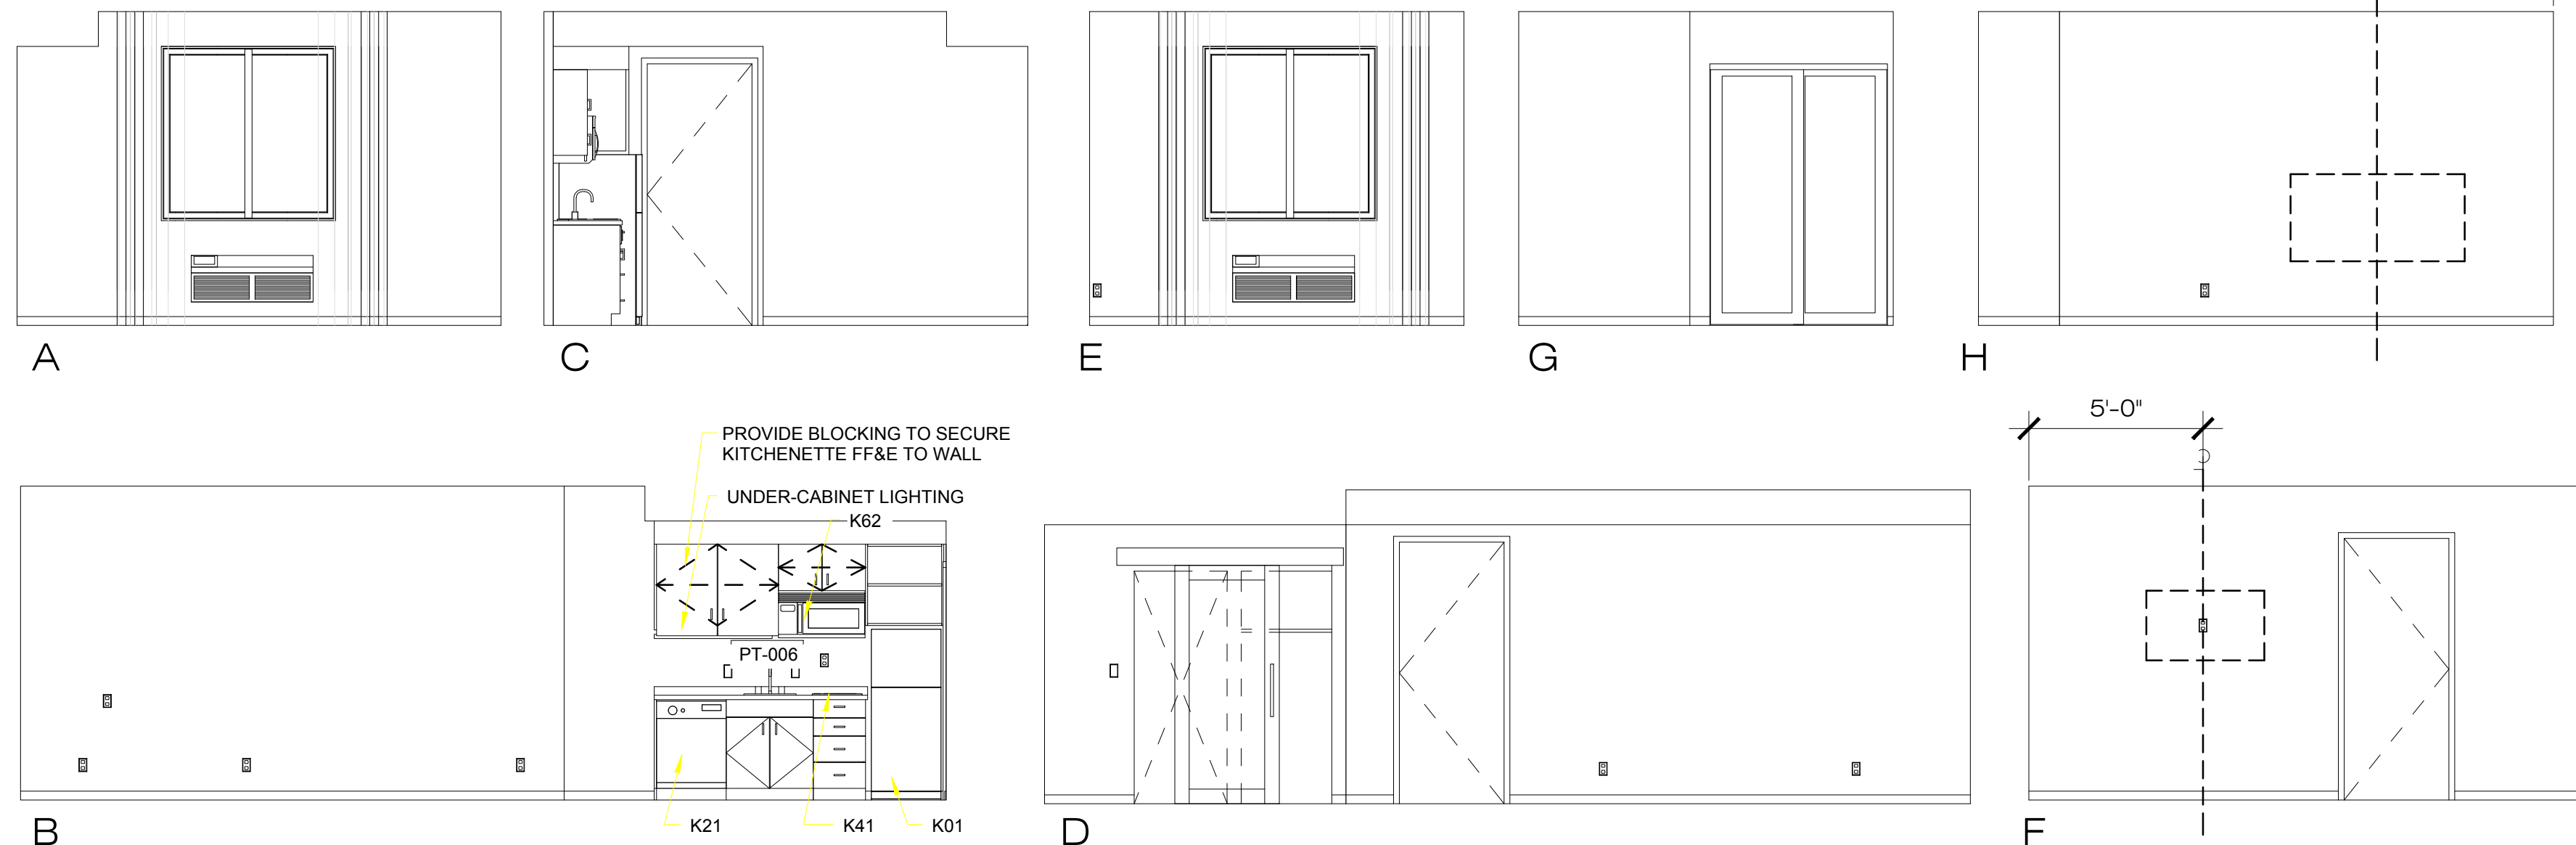 A
C
E
G
H
5'-0"
PROVIDE BLOCKING TO SECURE
KITCHENETTE FF&E TO WALL
UNDER-CABINET LIGHTING
K62
PT-006
K21
K41
K01
B
D
F